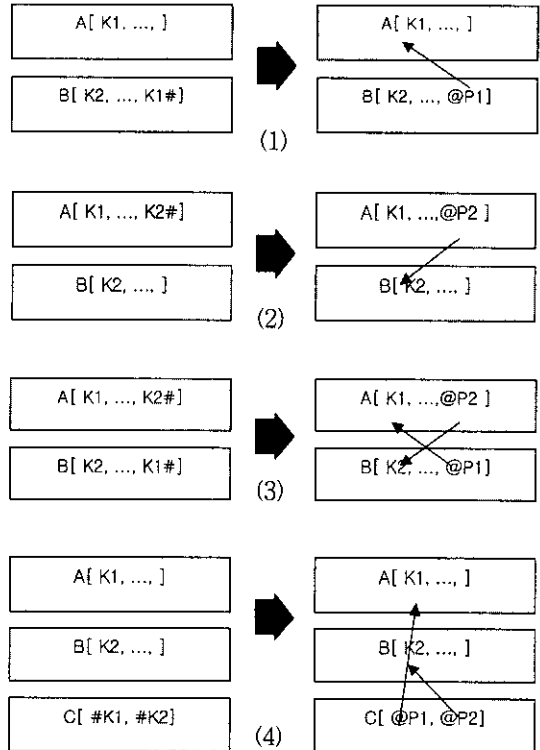 A[ K1, ..., ]
A[ K1, ..., ]
B[ K2, ..., K1#]
B[ K2, ..., @P1]
(1)
A[ K1, ..., K2#]
A[ K1, ...,@P2 ]
B[ K2, ..., ]
B[ K2, ..., ]
(2)
A[ K1, ..., K2#]
A[ K1, ...,@P2 ]
B[ K2, ..., K1#]
B[ K2, ..., @P1]
(3)
A[ K1, ..., ]
A[ K1, ..., ]
B[ K2, ..., ]
B[ K2, ..., ]
C[ #K1, #K2]
C[ @P1, @P2]
(4)